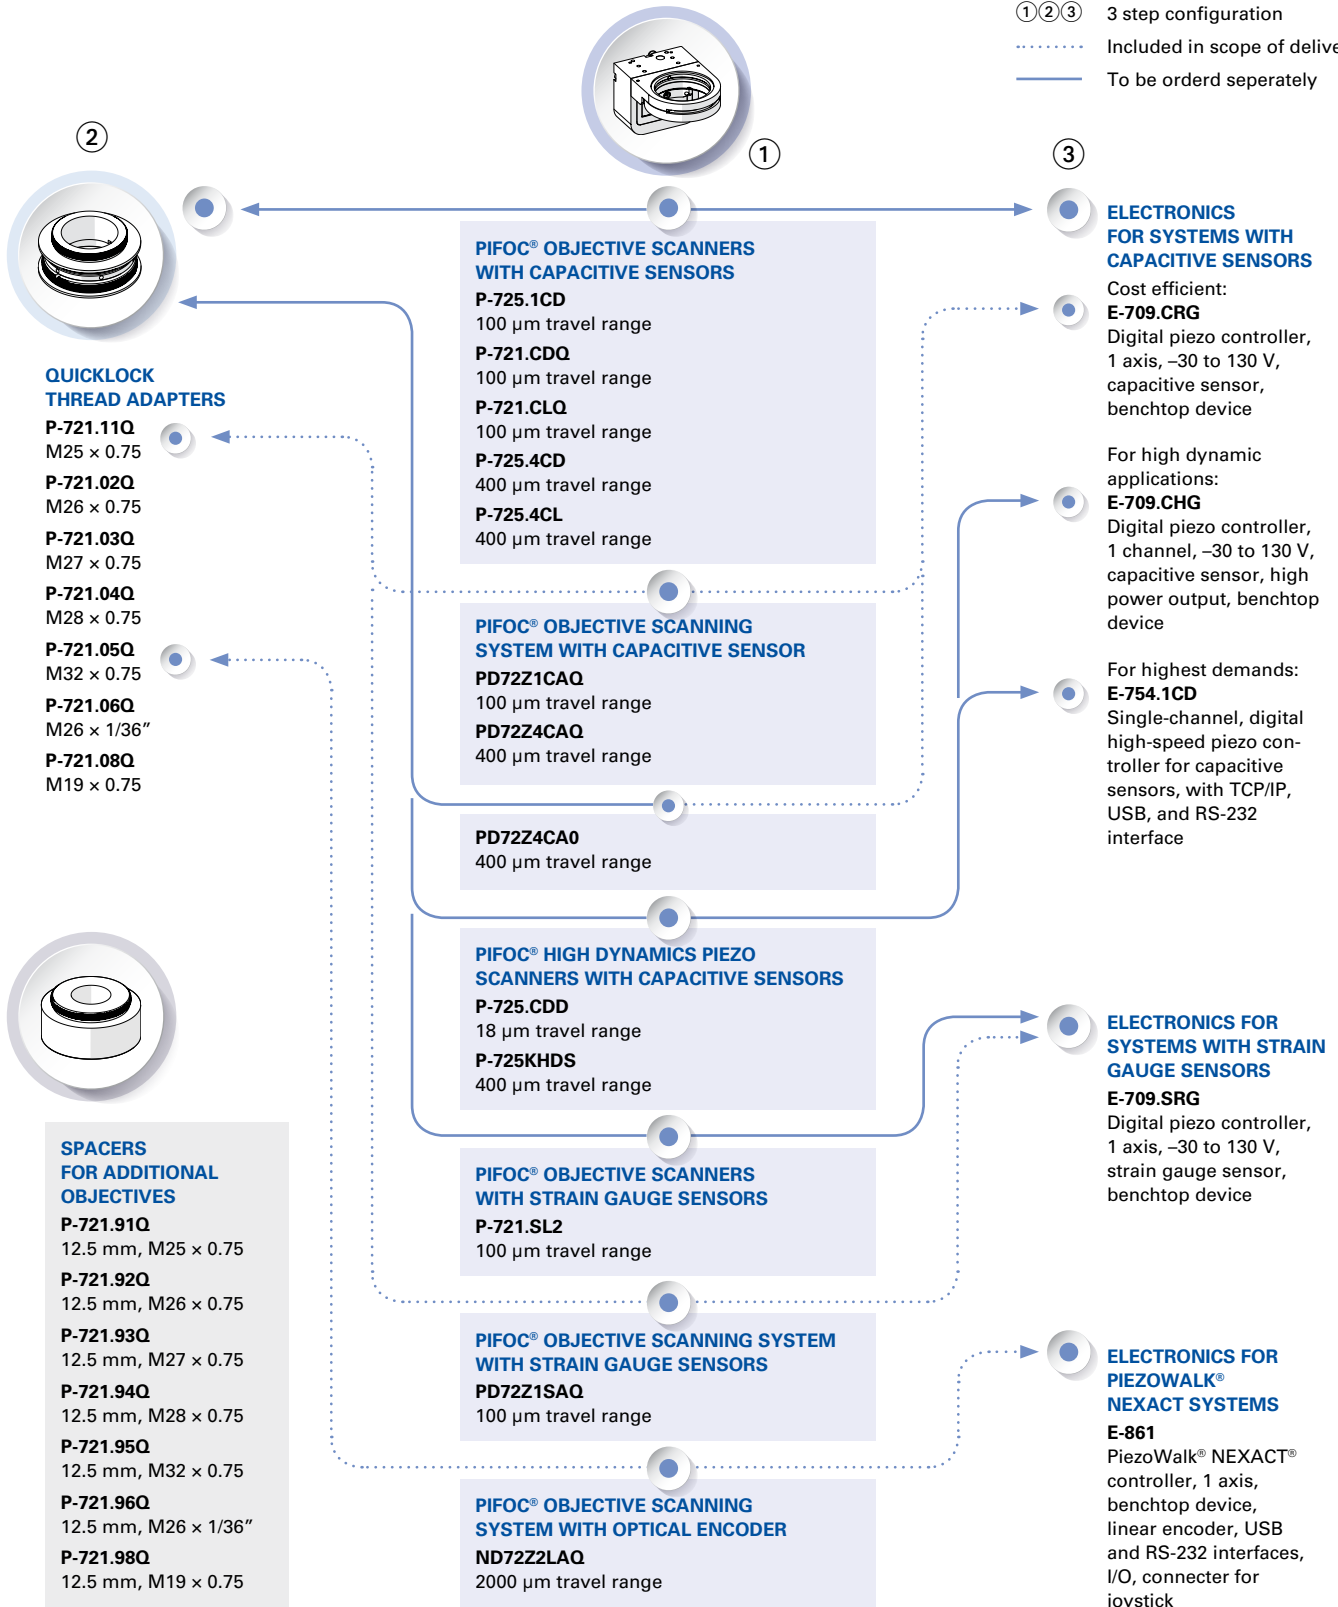 ①②③ 3 step configuration
Included in scope of delive
To be orderd seperately
①
②
③
QUICKLOCK
THREAD ADAPTERS
P-721.11Q
M25 × 0.75
P-721.02Q
M26 × 0.75
P-721.03Q
M27 × 0.75
P-721.04Q
M28 × 0.75
P-721.05Q
M32 × 0.75
P-721.06Q
M26 × 1/36″
P-721.08Q
M19 × 0.75
SPACERS
FOR ADDITIONAL
OBJECTIVES
P-721.91Q
12.5 mm, M25 × 0.75
P-721.92Q
12.5 mm, M26 × 0.75
P-721.93Q
12.5 mm, M27 × 0.75
P-721.94Q
12.5 mm, M28 × 0.75
P-721.95Q
12.5 mm, M32 × 0.75
P-721.96Q
12.5 mm, M26 × 1/36″
P-721.98Q
12.5 mm, M19 × 0.75
PIFOC® OBJECTIVE SCANNERS
WITH CAPACITIVE SENSORS
P-725.1CD
100 µm travel range
P-721.CDQ
100 µm travel range
P-721.CLQ
100 µm travel range
P-725.4CD
400 µm travel range
P-725.4CL
400 µm travel range
PIFOC® OBJECTIVE SCANNING
SYSTEM WITH CAPACITIVE SENSOR
PD72Z1CAQ
100 µm travel range
PD72Z4CAQ
400 µm travel range
PD72Z4CA0
400 µm travel range
PIFOC® HIGH DYNAMICS PIEZO
SCANNERS WITH CAPACITIVE SENSORS
P-725.CDD
18 µm travel range
P-725KHDS
400 µm travel range
PIFOC® OBJECTIVE SCANNERS
WITH STRAIN GAUGE SENSORS
P-721.SL2
100 µm travel range
PIFOC® OBJECTIVE SCANNING SYSTEM
WITH STRAIN GAUGE SENSORS
PD72Z1SAQ
100 µm travel range
PIFOC® OBJECTIVE SCANNING
SYSTEM WITH OPTICAL ENCODER
ND72Z2LAQ
2000 µm travel range
ELECTRONICS
FOR SYSTEMS WITH
CAPACITIVE SENSORS
Cost efficient:
E-709.CRG
Digital piezo controller,
1 axis, –30 to 130 V,
capacitive sensor,
benchtop device
For high dynamic
applications:
E-709.CHG
Digital piezo controller,
1 channel, –30 to 130 V,
capacitive sensor, high
power output, benchtop
device
For highest demands:
E-754.1CD
Single-channel, digital
high-speed piezo con-
troller for capacitive
sensors, with TCP/IP,
USB, and RS-232
interface
ELECTRONICS FOR
SYSTEMS WITH STRAIN
GAUGE SENSORS
E-709.SRG
Digital piezo controller,
1 axis, –30 to 130 V,
strain gauge sensor,
benchtop device
ELECTRONICS FOR
PIEZOWALK®
NEXACT SYSTEMS
E-861
PiezoWalk® NEXACT®
controller, 1 axis,
benchtop device,
linear encoder, USB
and RS-232 interfaces,
I/O, connecter for
joystick